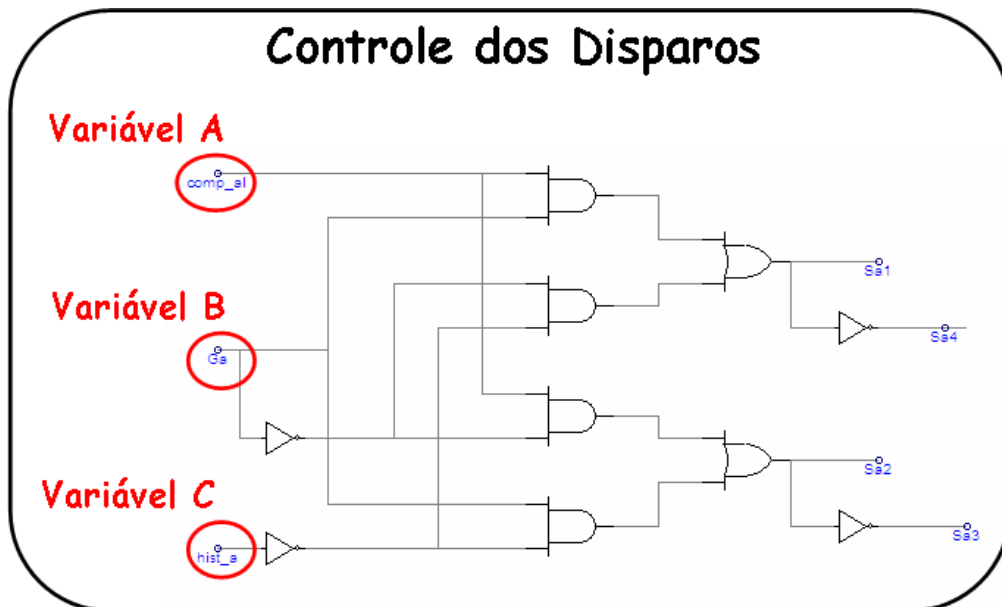 Controle dos Disparos
Variável A
comp_al
Variável B
Ga
Variável C
hist_a
Sa1
Sa4
Sa2
Sa3